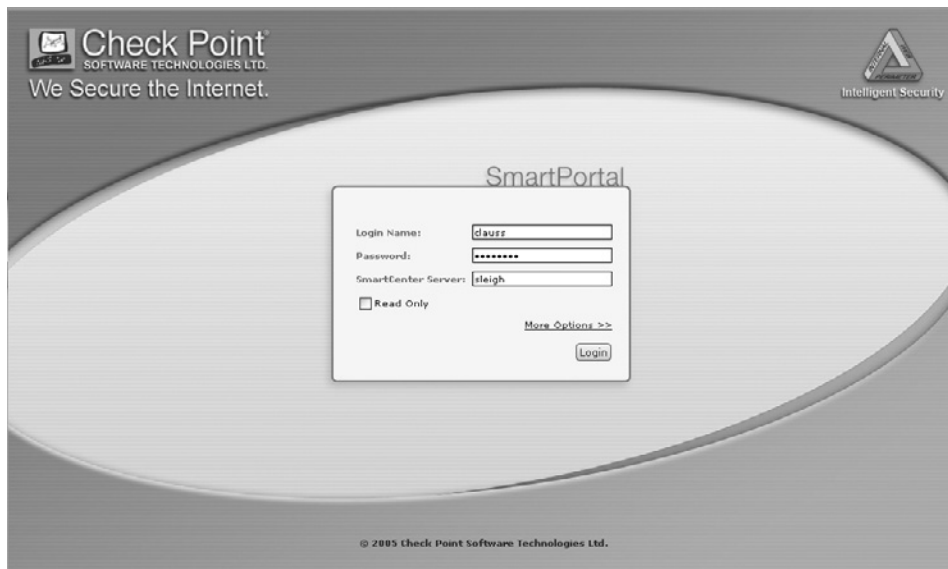 Check Point
SOFTWARE TECHNOLOGIES LTD.
We Secure the Internet.
Intelligent Security
SmartPortal
Login Name: dauss
Password: ••••••••
SmartCenter Server: sleigh
Read Only
More Options >>
Login
© 2005 Check Point Software Technologies Ltd.